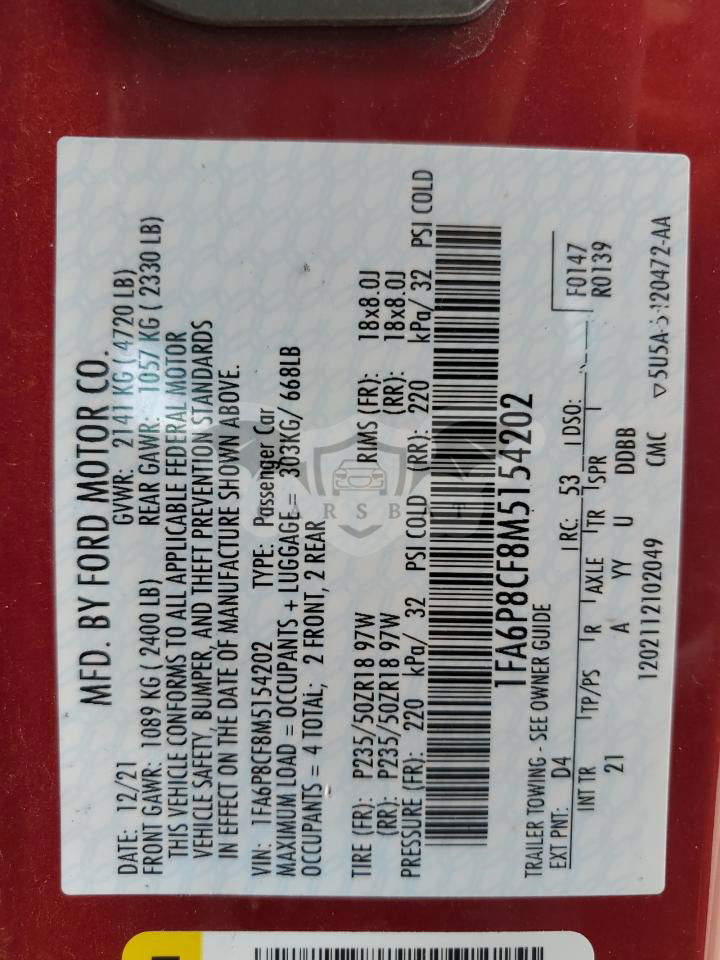 MFD. BY FORD MOTOR CO.
DATE: 12/21 GVWR: 2141 KG ( 4720 LB)
FRONT GAWR: 1089 KG ( 2400 LB) REAR GAWR: 1057 KG ( 2330 LB)
THIS VEHICLE CONFORMS TO ALL APPLICABLE FEDERAL MOTOR
VEHICLE SAFETY, BUMPER, AND THEFT PREVENTION STANDARDS
IN EFFECT ON THE DATE OF MANUFACTURE SHOWN ABOVE.
VIN: 1FA6P8CF8M5154202 TYPE: Passenger Car
MAXIMUM LOAD = OCCUPANTS + LUGGAGE = 303KG/ 668LB
OCCUPANTS = 4 TOTAL; 2 FRONT, 2 REAR
TIRE (FR): P235/50ZR18 97W RIMS (FR): 18x8.0J
(RR): P235/50ZR18 97W (RR): 18x8.0J
PRESSURE (FR): 220 kPa/ 32 PSI COLD (RR): 220 kPa/ 32 PSI COLD
1FA6P8CF8M5154202
TRAILER TOWING - SEE OWNER GUIDE
F0147
R0139
EXT PNT: D4 RC: 53 DSO:
INT TR TP/PS R AXLE TR SPR
21 A YY U DDBB
12021112102049 CMC ▽5U5A-5420472-AA